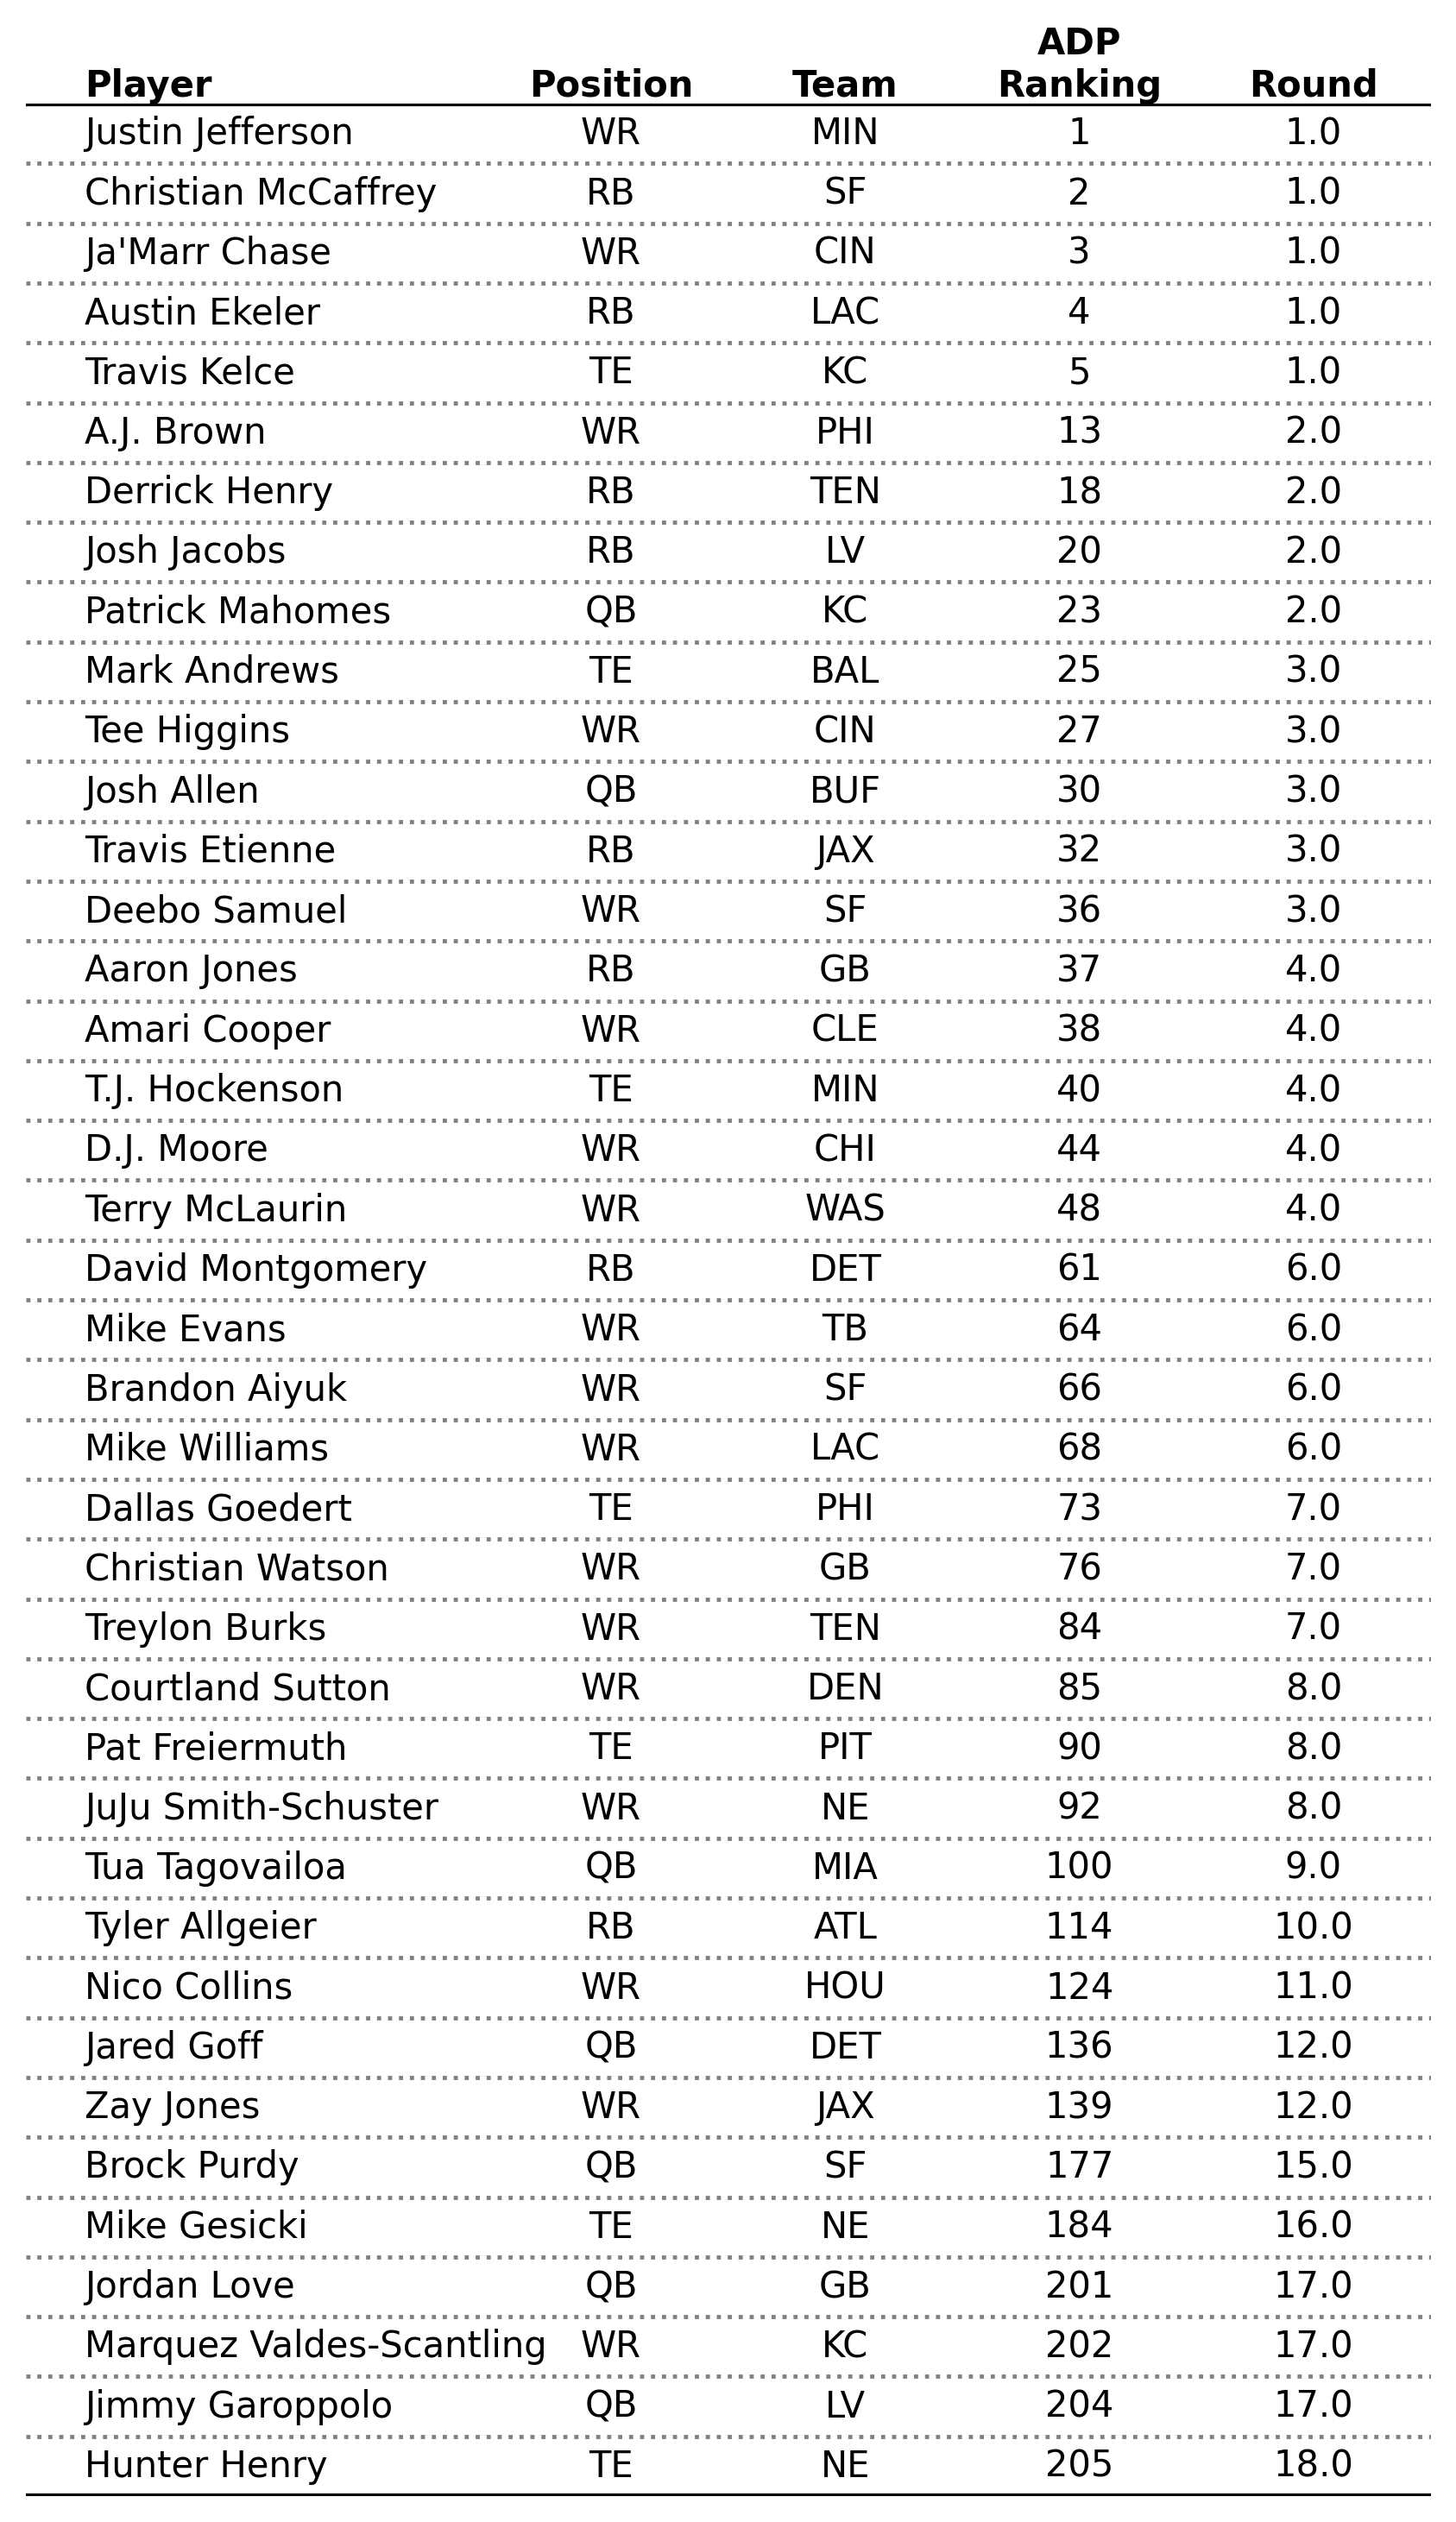 ADP
Player Position Team Ranking Round
Justin Jefferson WR MIN 1 1.0
Christian McCaffrey RB SF 2 1.0
Ja'Marr Chase WR CIN 3 1.0
Austin Ekeler RB LAC 4 1.0
Travis Kelce TE KC 5 1.0
A.J. Brown WR PHI 13 2.0
Derrick Henry RB TEN 18 2.0
Josh Jacobs RB LV 20 2.0
Patrick Mahomes QB KC 23 2.0
Mark Andrews TE BAL 25 3.0
Tee Higgins WR CIN 27 3.0
Josh Allen QB BUF 30 3.0
Travis Etienne RB JAX 32 3.0
Deebo Samuel WR SF 36 3.0
Aaron Jones RB GB 37 4.0
Amari Cooper WR CLE 38 4.0
T.J. Hockenson TE MIN 40 4.0
D.J. Moore WR CHI 44 4.0
Terry McLaurin WR WAS 48 4.0
David Montgomery RB DET 61 6.0
Mike Evans WR TB 64 6.0
Brandon Aiyuk WR SF 66 6.0
Mike Williams WR LAC 68 6.0
Dallas Goedert TE PHI 73 7.0
Christian Watson WR GB 76 7.0
Treylon Burks WR TEN 84 7.0
Courtland Sutton WR DEN 85 8.0
Pat Freiermuth TE PIT 90 8.0
JuJu Smith-Schuster WR NE 92 8.0
Tua Tagovailoa QB MIA 100 9.0
Tyler Allgeier RB ATL 114 10.0
Nico Collins WR HOU 124 11.0
Jared Goff QB DET 136 12.0
Zay Jones WR JAX 139 12.0
Brock Purdy QB SF 177 15.0
Mike Gesicki TE NE 184 16.0
Jordan Love QB GB 201 17.0
Marquez Valdes-Scantling WR KC 202 17.0
Jimmy Garoppolo QB LV 204 17.0
Hunter Henry TE NE 205 18.0